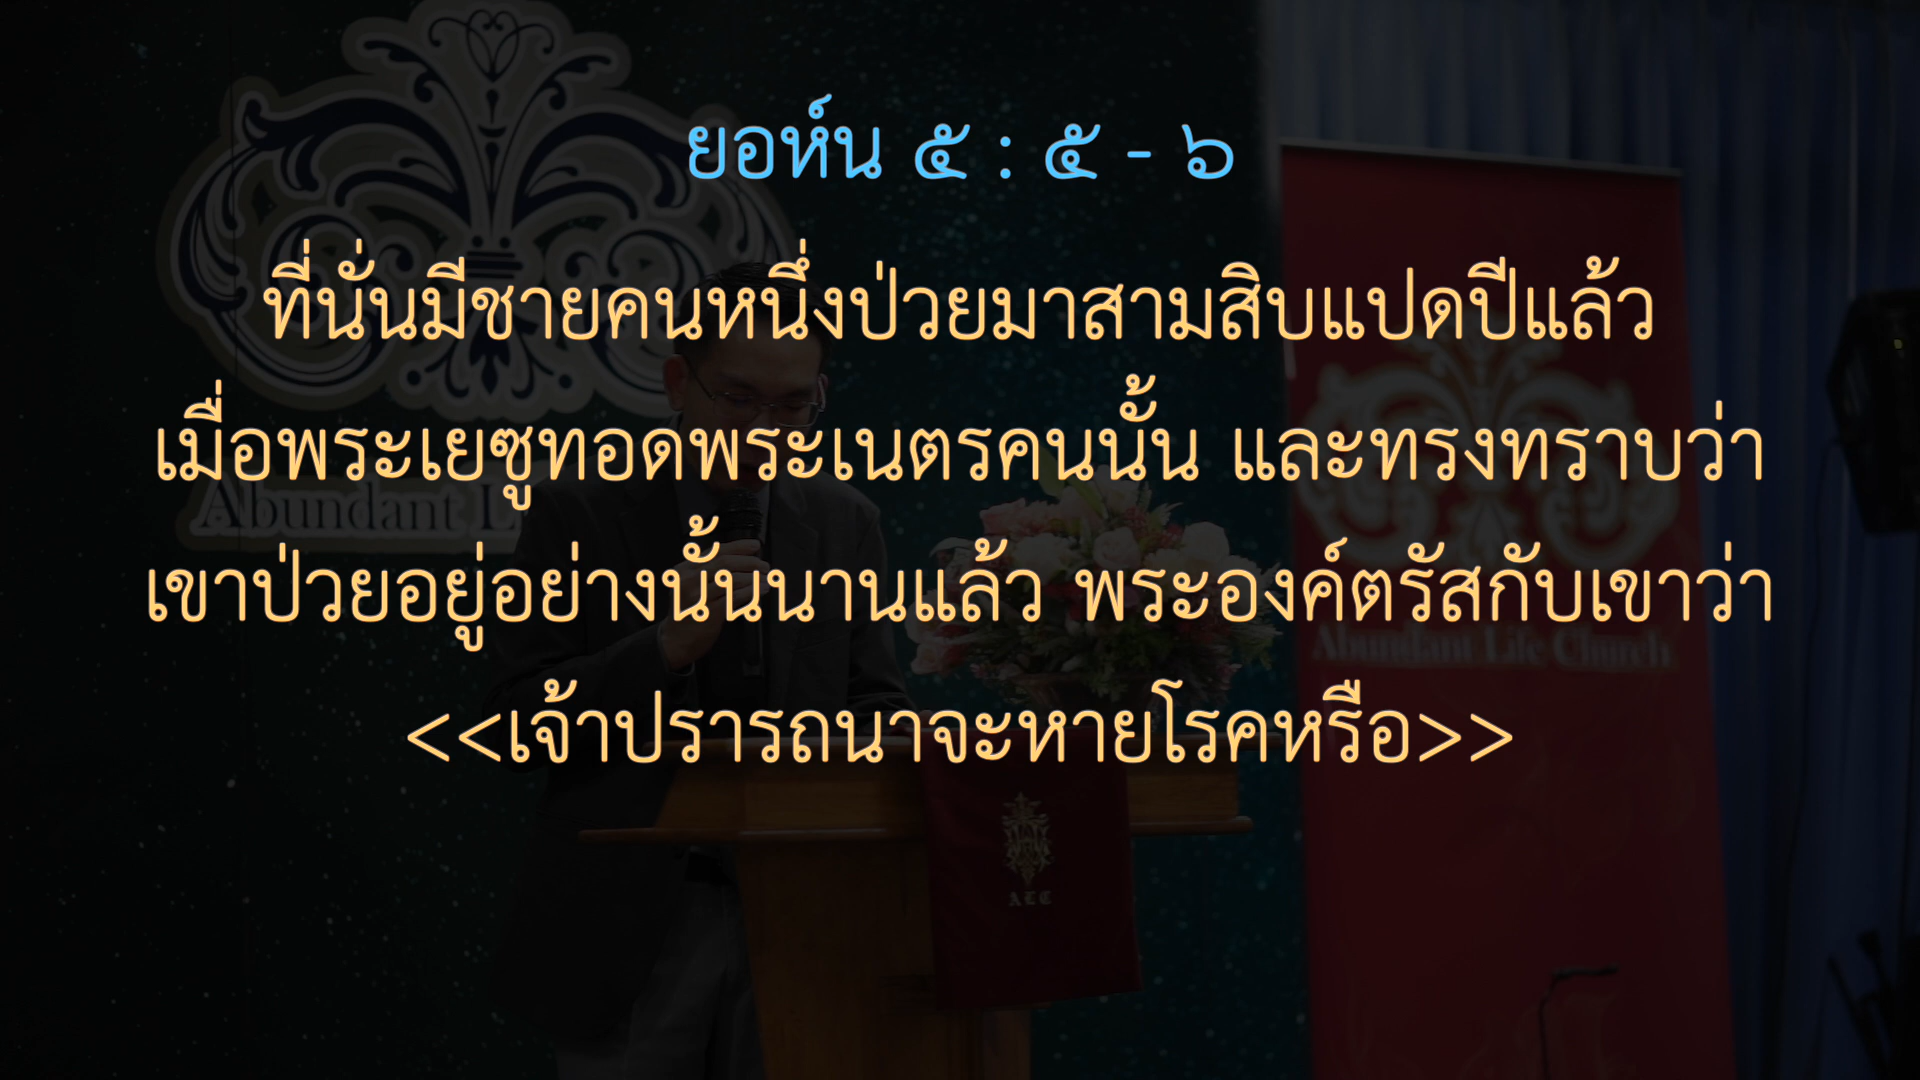 ยอห์น ๕ : ๕ - ๖
ที่นั่นมีชายคนหนึ่งป่วยมาสามสิบแปดปีแล้ว
เมื่อพระเยซูทอดพระเนตรคนนั้น และทรงทราบว่า
เขาป่วยอยู่อย่างนั้นนานแล้ว พระองค์ตรัสกับเขาว่า
<<เจ้าปรารถนาจะหายโรคหรือ>>
Abundant L
Abundant Life Church
ALC